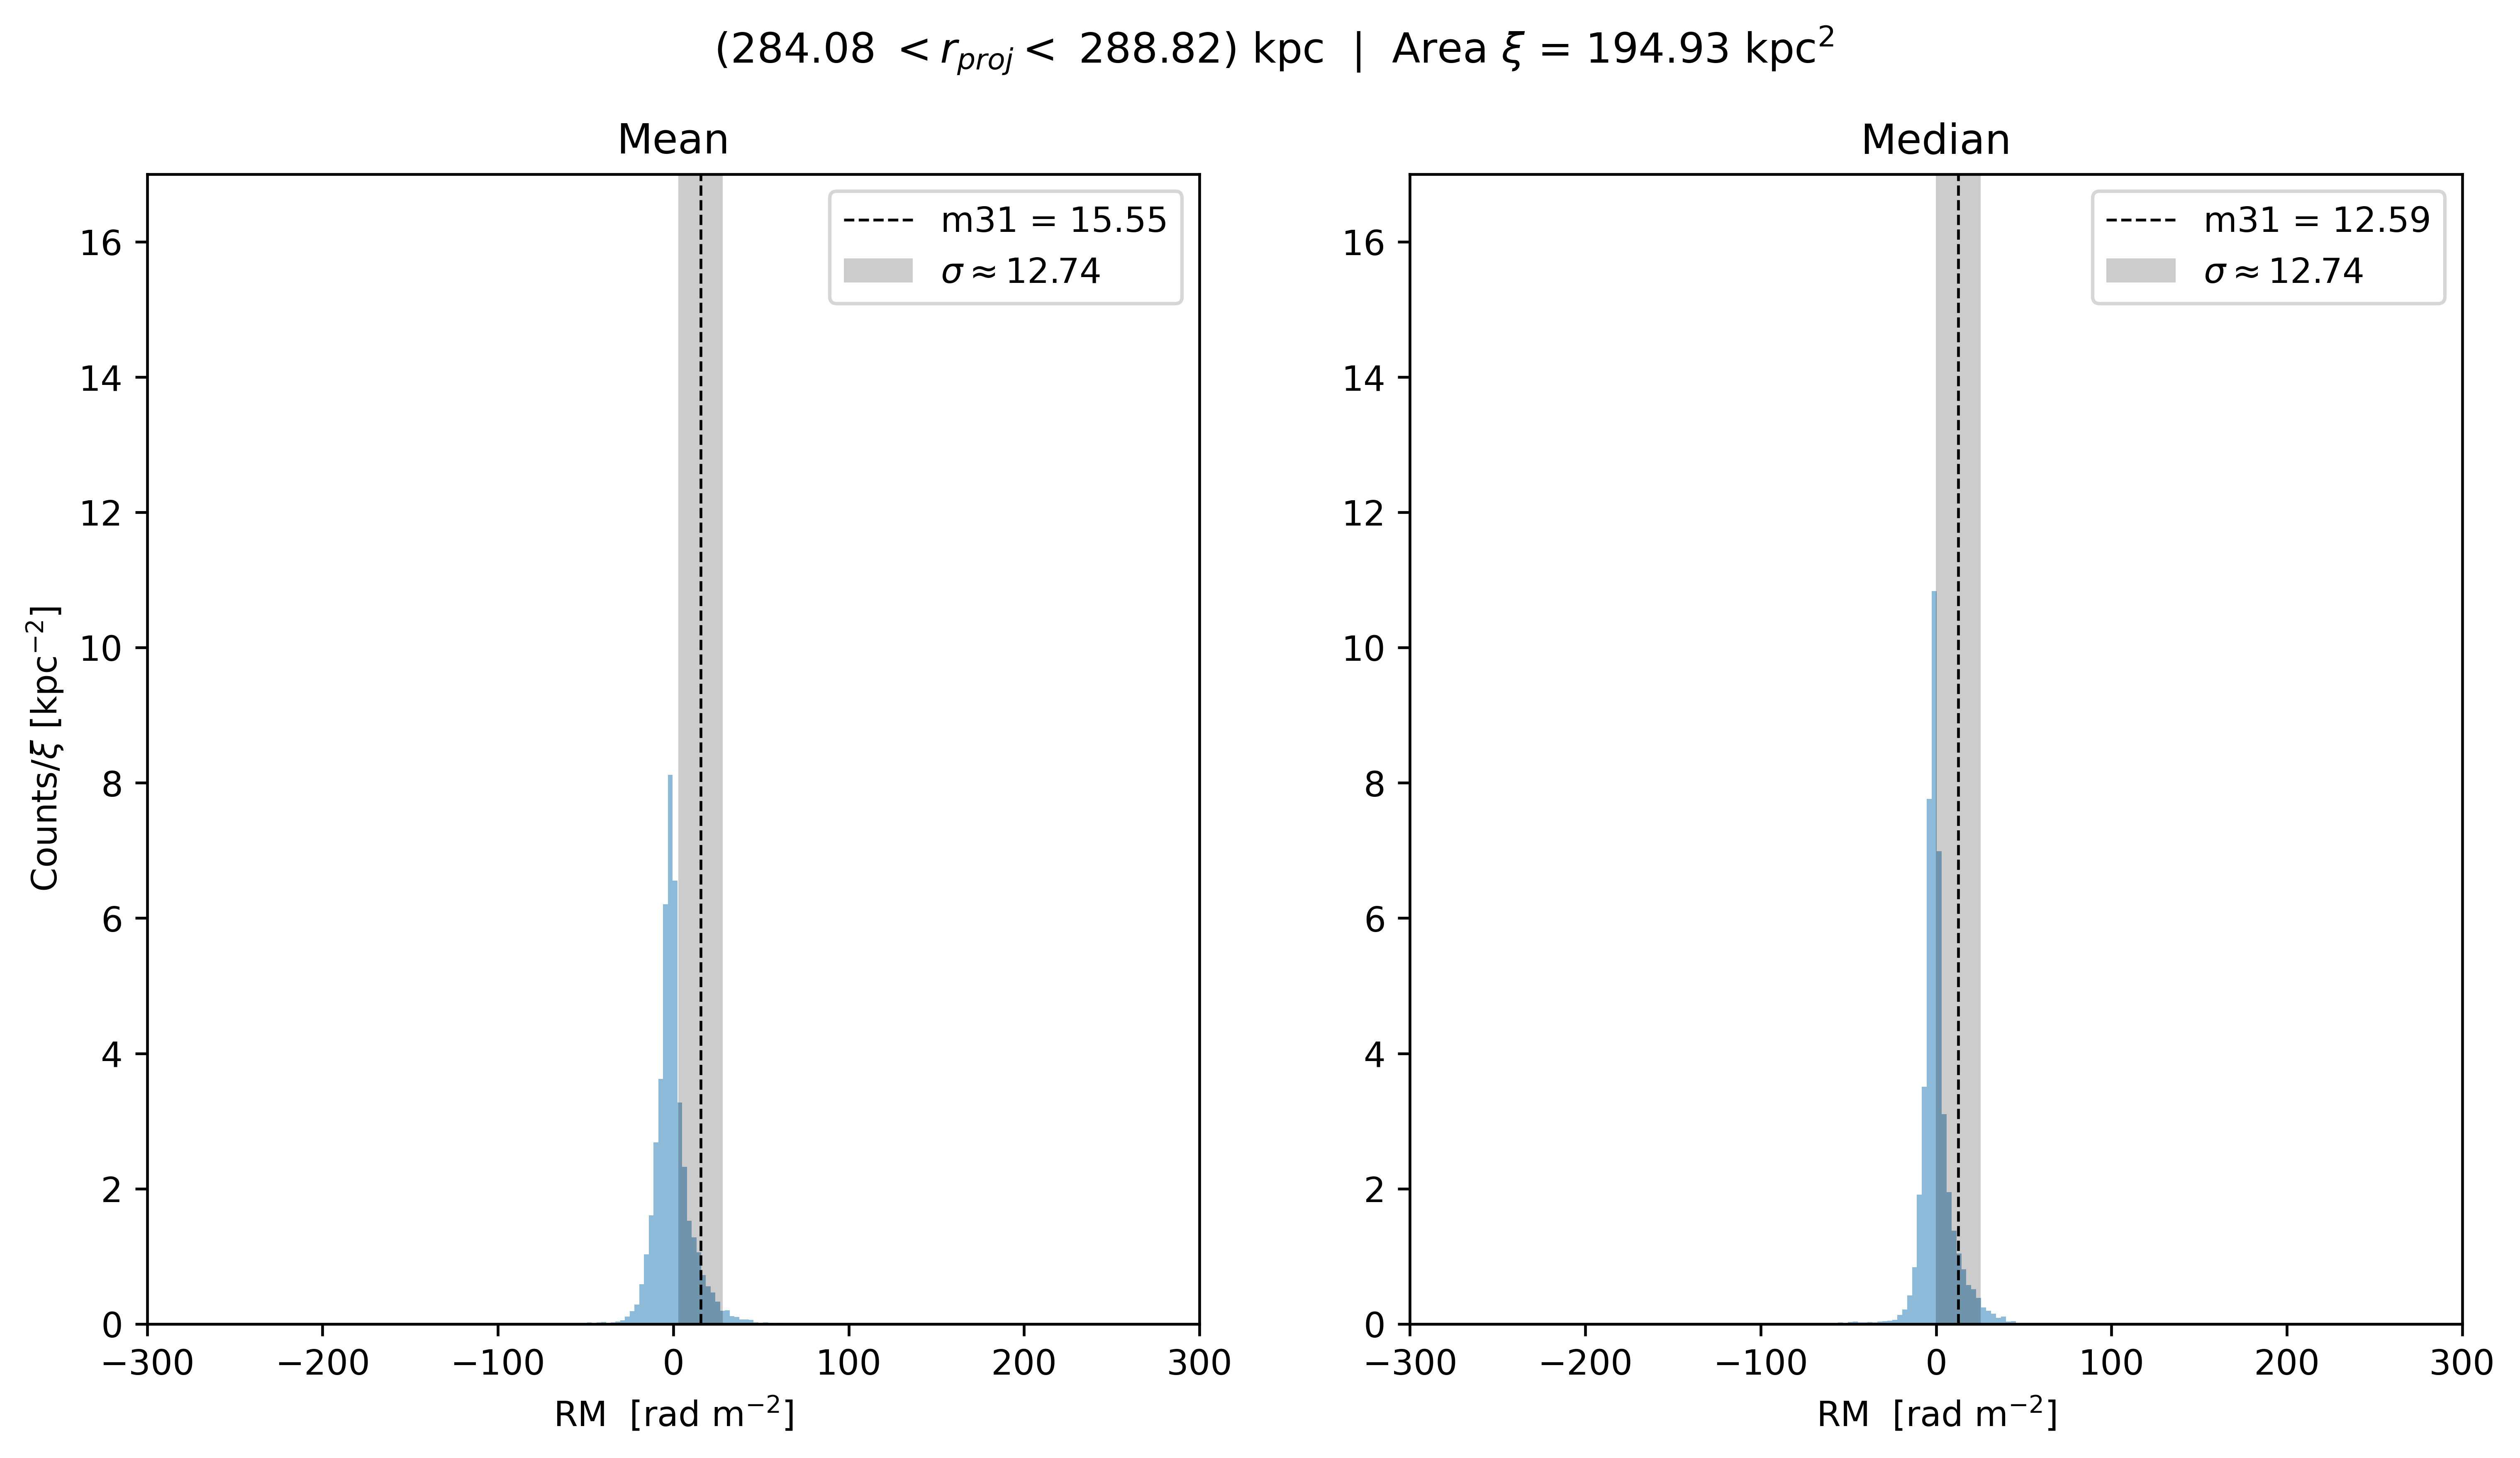 (284.08 < r_proj < 288.82) kpc | Area ξ = 194.93 kpc²
Mean
m31 = 15.55
σ ≈ 12.74
16
14
12
10
8
6
4
2
0
Counts/ξ [kpc⁻²]
−300 −200 −100 0 100 200 300
RM [rad m⁻²]
Median
m31 = 12.59
σ ≈ 12.74
16
14
12
10
8
6
4
2
0
−300 −200 −100 0 100 200 300
RM [rad m⁻²]